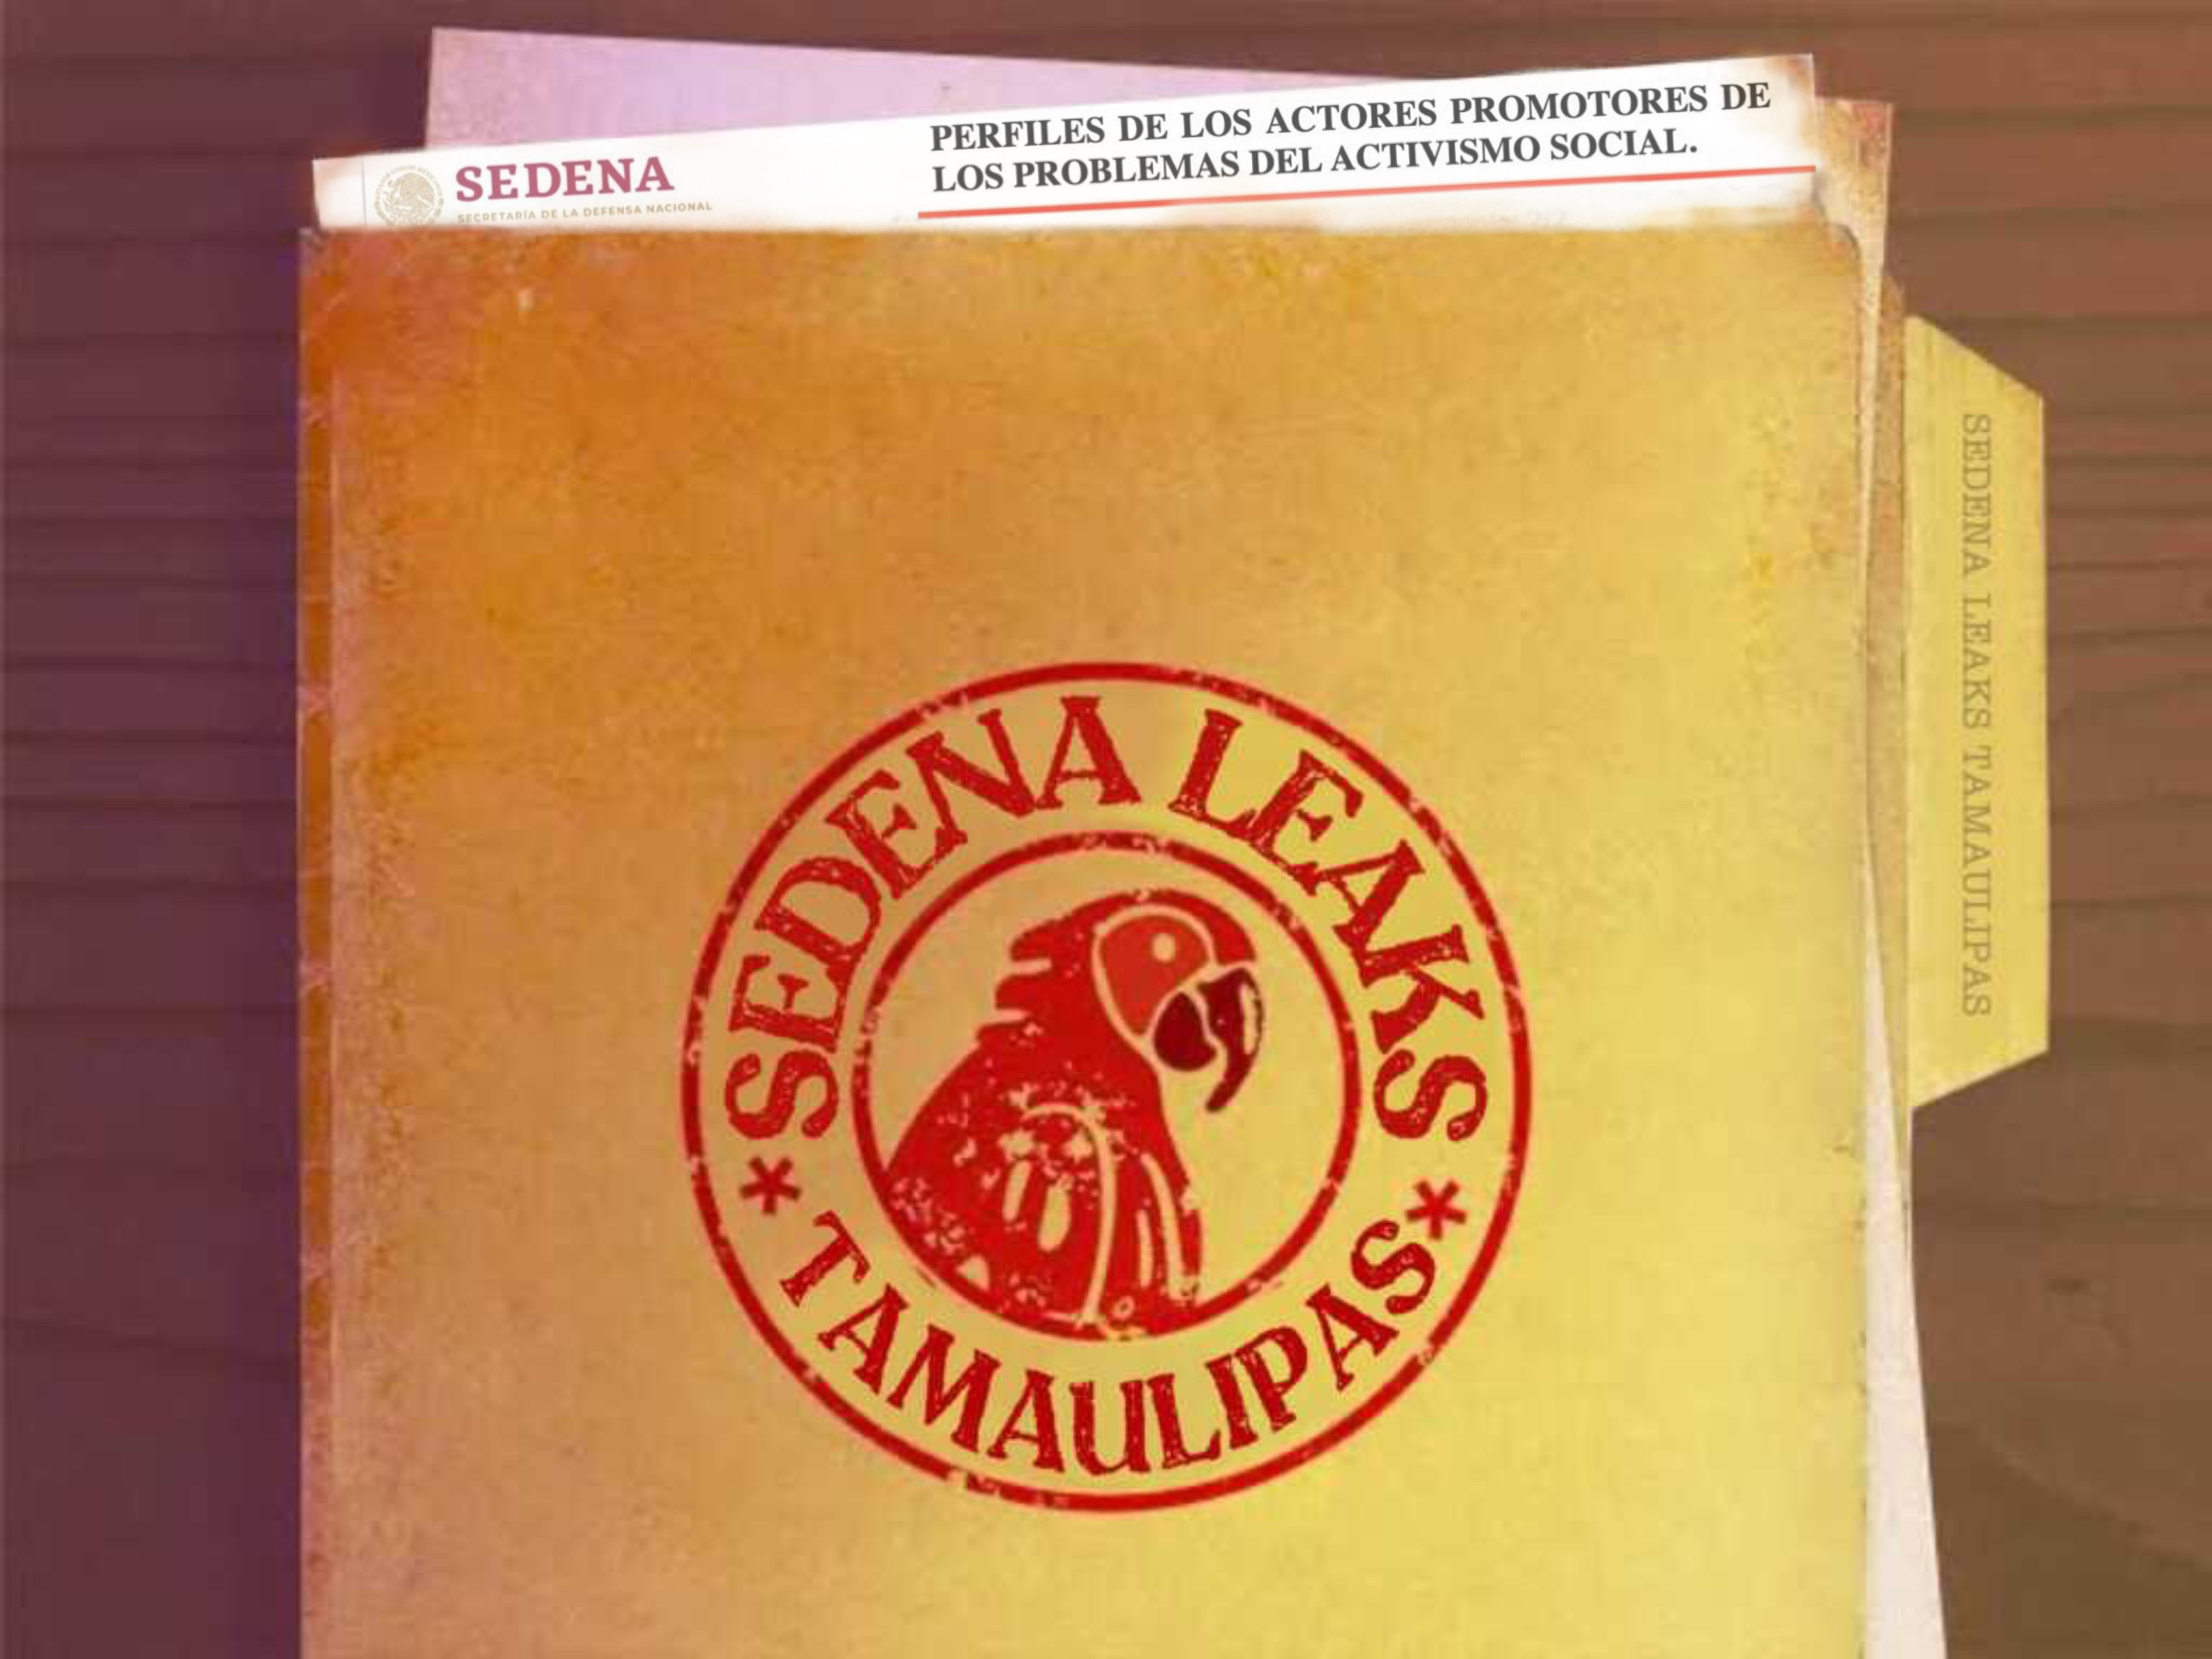 SEDENA
SECRETARÍA DE LA DEFENSA NACIONAL
PERFILES DE LOS ACTORES PROMOTORES DE
LOS PROBLEMAS DEL ACTIVISMO SOCIAL.
SEDENA LEAKS TAMAULIPAS
SEDENA LEAKS
* TAMAULIPAS *